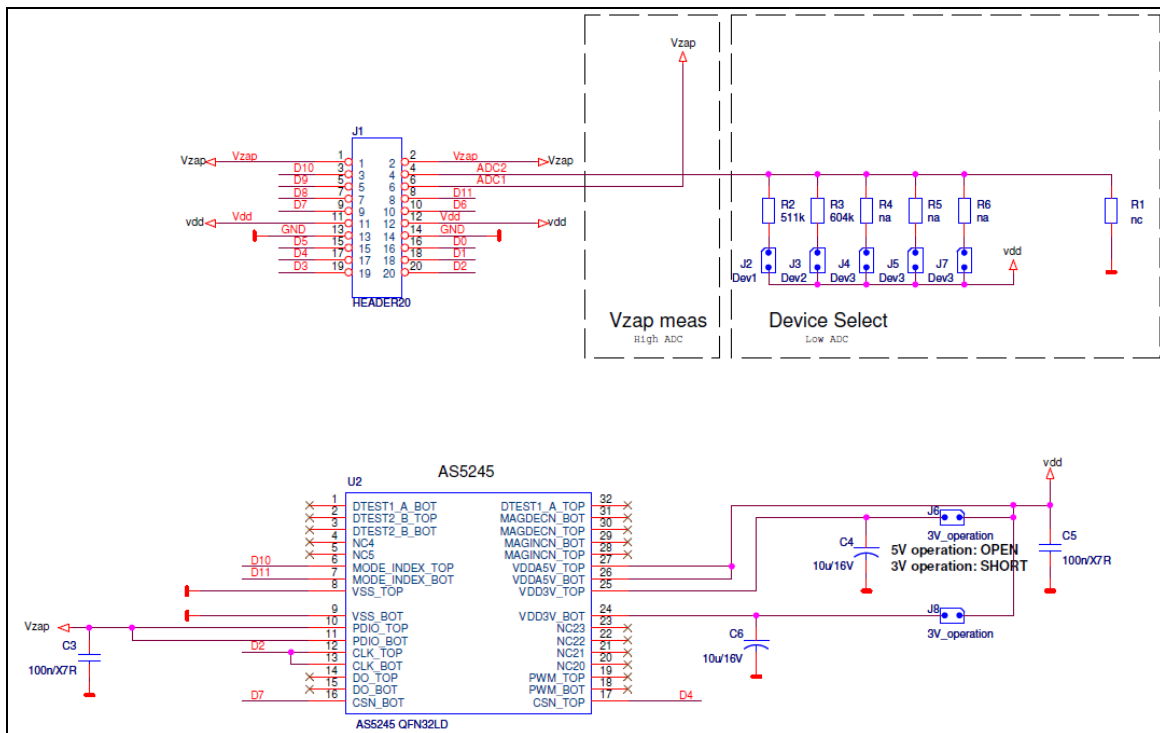 Vzap
J1
Vzap Vzap 1 1 2 2 Vzap Vzap
D10 3 3 4 4 ADC2
D9 5 5 6 6 ADC1
D8 7 7 8 8 D11
D7 9 9 10 10 D6
vdd Vdd 11 11 12 12 Vdd vdd
GND 13 13 14 14 GND
D5 15 15 16 16 D0
D4 17 17 18 18 D1
D3 19 19 20 20 D2
HEADER20
R2 R3 R4 R5 R6 R1
511k 604k na na na nc
J2 J3 J4 J5 J7 vdd
Dev1 Dev2 Dev3 Dev3 Dev3
Vzap meas
High ADC
Device Select
Low ADC
AS5245
U2
vdd
1 DTEST1_A_BOT DTEST1_A_TOP 32
2 DTEST2_B_TOP MAGDECN_BOT 31
3 DTEST2_B_BOT MAGDECN_TOP 30
4 NC4 MAGINCN_BOT 29
5 NC5 MAGINCN_TOP 28
D10 6 MODE_INDEX_TOP VDDA5V_TOP 27
D11 7 MODE_INDEX_BOT VDDA5V_BOT 26
8 VSS_TOP VDD3V_TOP 25
9 VSS_BOT VDD3V_BOT 24
Vzap 10 PDIO_TOP NC23 23
11 PDIO_BOT NC22 22
D2 12 CLK_TOP NC21 21
13 CLK_BOT NC20 20
14 DO_TOP PWM_TOP 19
15 DO_BOT PWM_BOT 18
D7 16 CSN_BOT CSN_TOP 17 D4
AS5245 QFN32LD
C3
100n/X7R
J6
3V_operation
C4
10u/16V
5V operation: OPEN
3V operation: SHORT
C5
100n/X7R
J8
3V_operation
C6
10u/16V